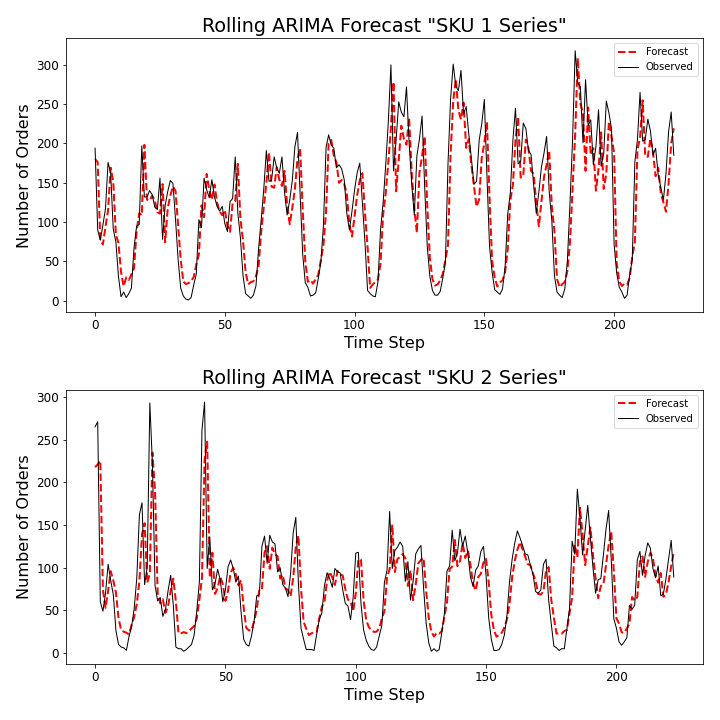 Rolling ARIMA Forecast "SKU 1 Series"
Number of Orders
300
250
200
150
100
50
0
Forecast
Observed
0 50 100 150 200
Time Step
Rolling ARIMA Forecast "SKU 2 Series"
Number of Orders
300
250
200
150
100
50
0
Forecast
Observed
0 50 100 150 200
Time Step